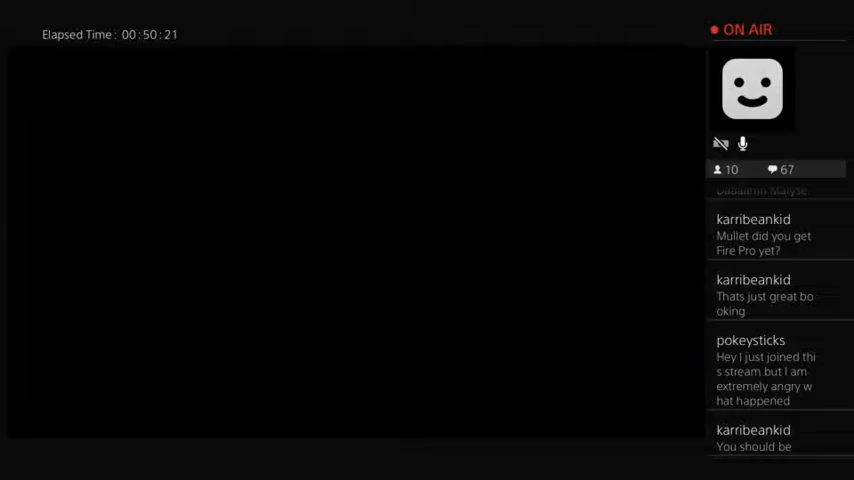 Elapsed Time: 00:50:21
ON AIR
10 67
karribeankid
Mullet did you get
Fire Pro yet?
karribeankid
Thats just great bo
oking
pokeysticks
Hey I just joined thi
s stream but I am
extremely angry w
hat happened
karribeankid
You should be